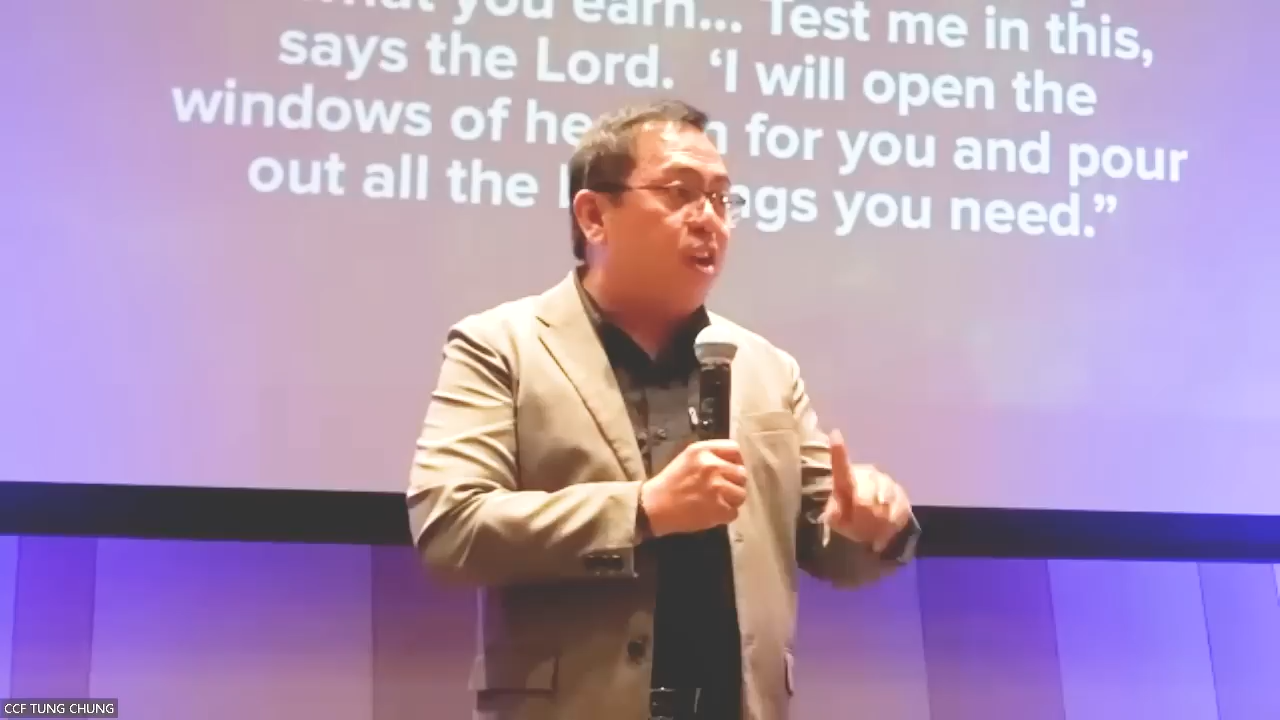 you earn... Test me in this,
says the Lord. ‘I will open the
windows of for you and pour
out all the you need.”
CCF TUNG CHUNG